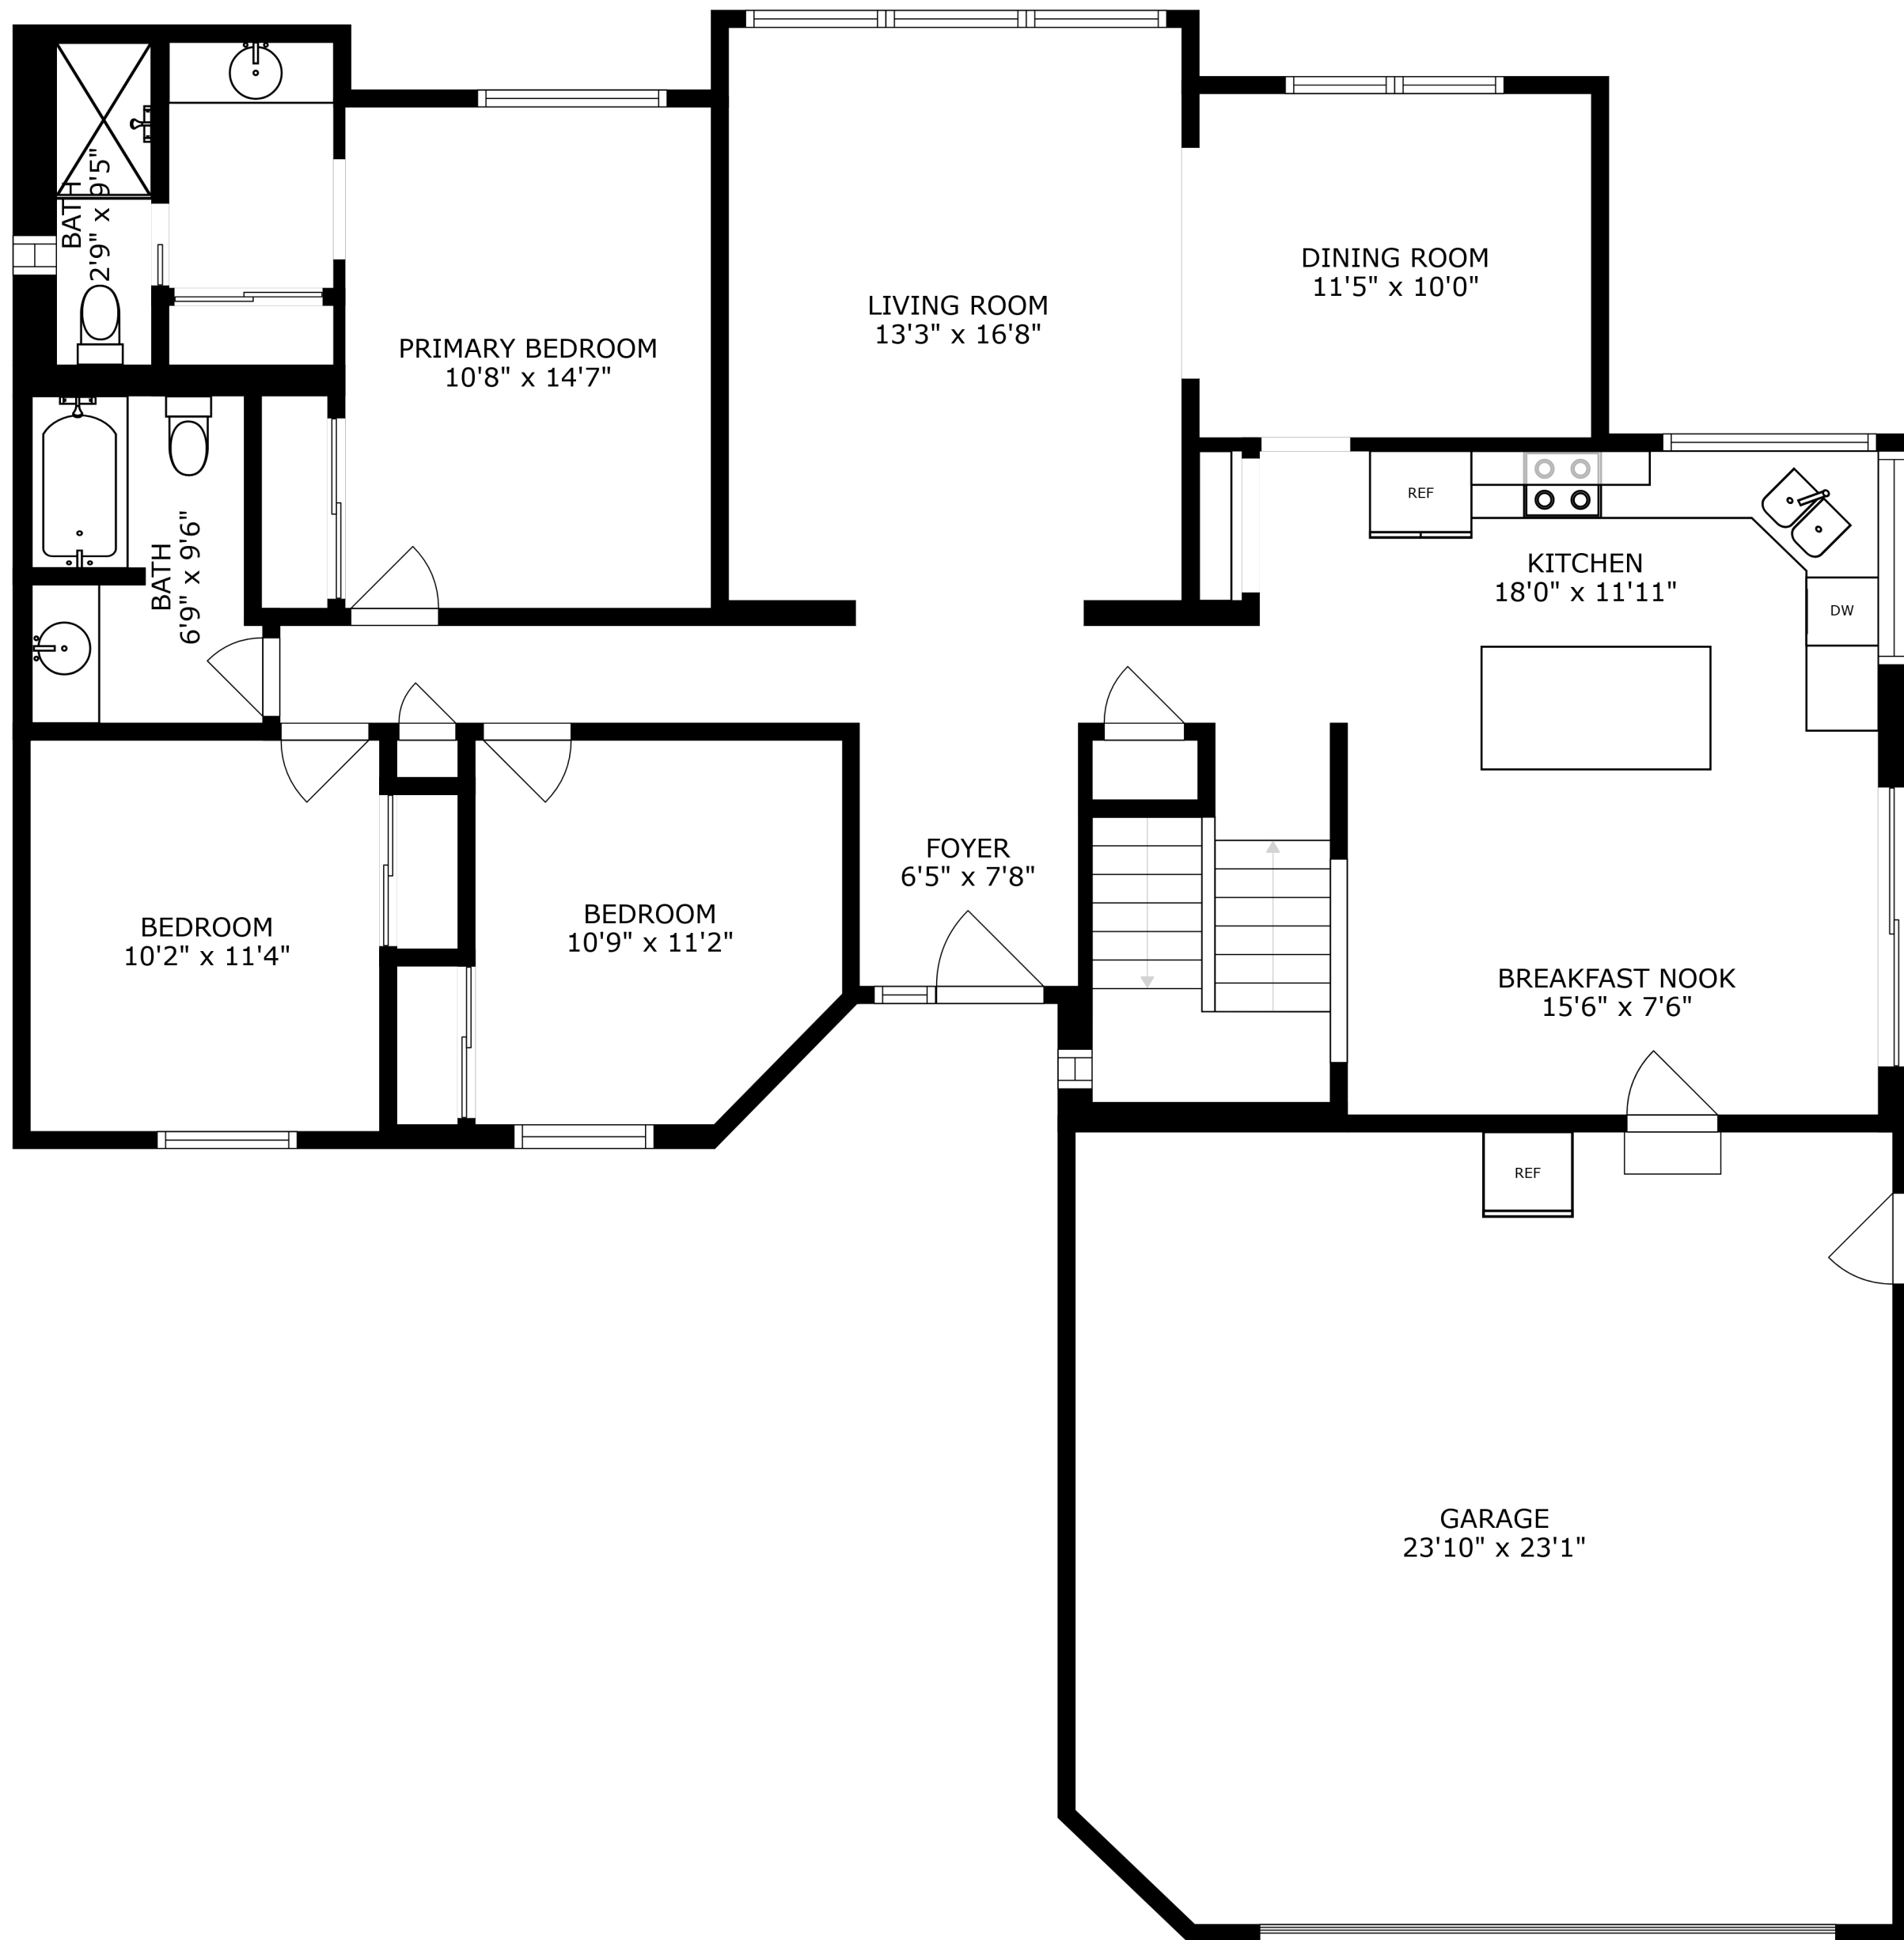 BATH
2'9" x 9'5"
PRIMARY BEDROOM
10'8" x 14'7"
LIVING ROOM
13'3" x 16'8"
DINING ROOM
11'5" x 10'0"
BATH
6'9" x 9'6"
REF
KITCHEN
18'0" x 11'11"
DW
BEDROOM
10'2" x 11'4"
BEDROOM
10'9" x 11'2"
FOYER
6'5" x 7'8"
BREAKFAST NOOK
15'6" x 7'6"
REF
GARAGE
23'10" x 23'1"